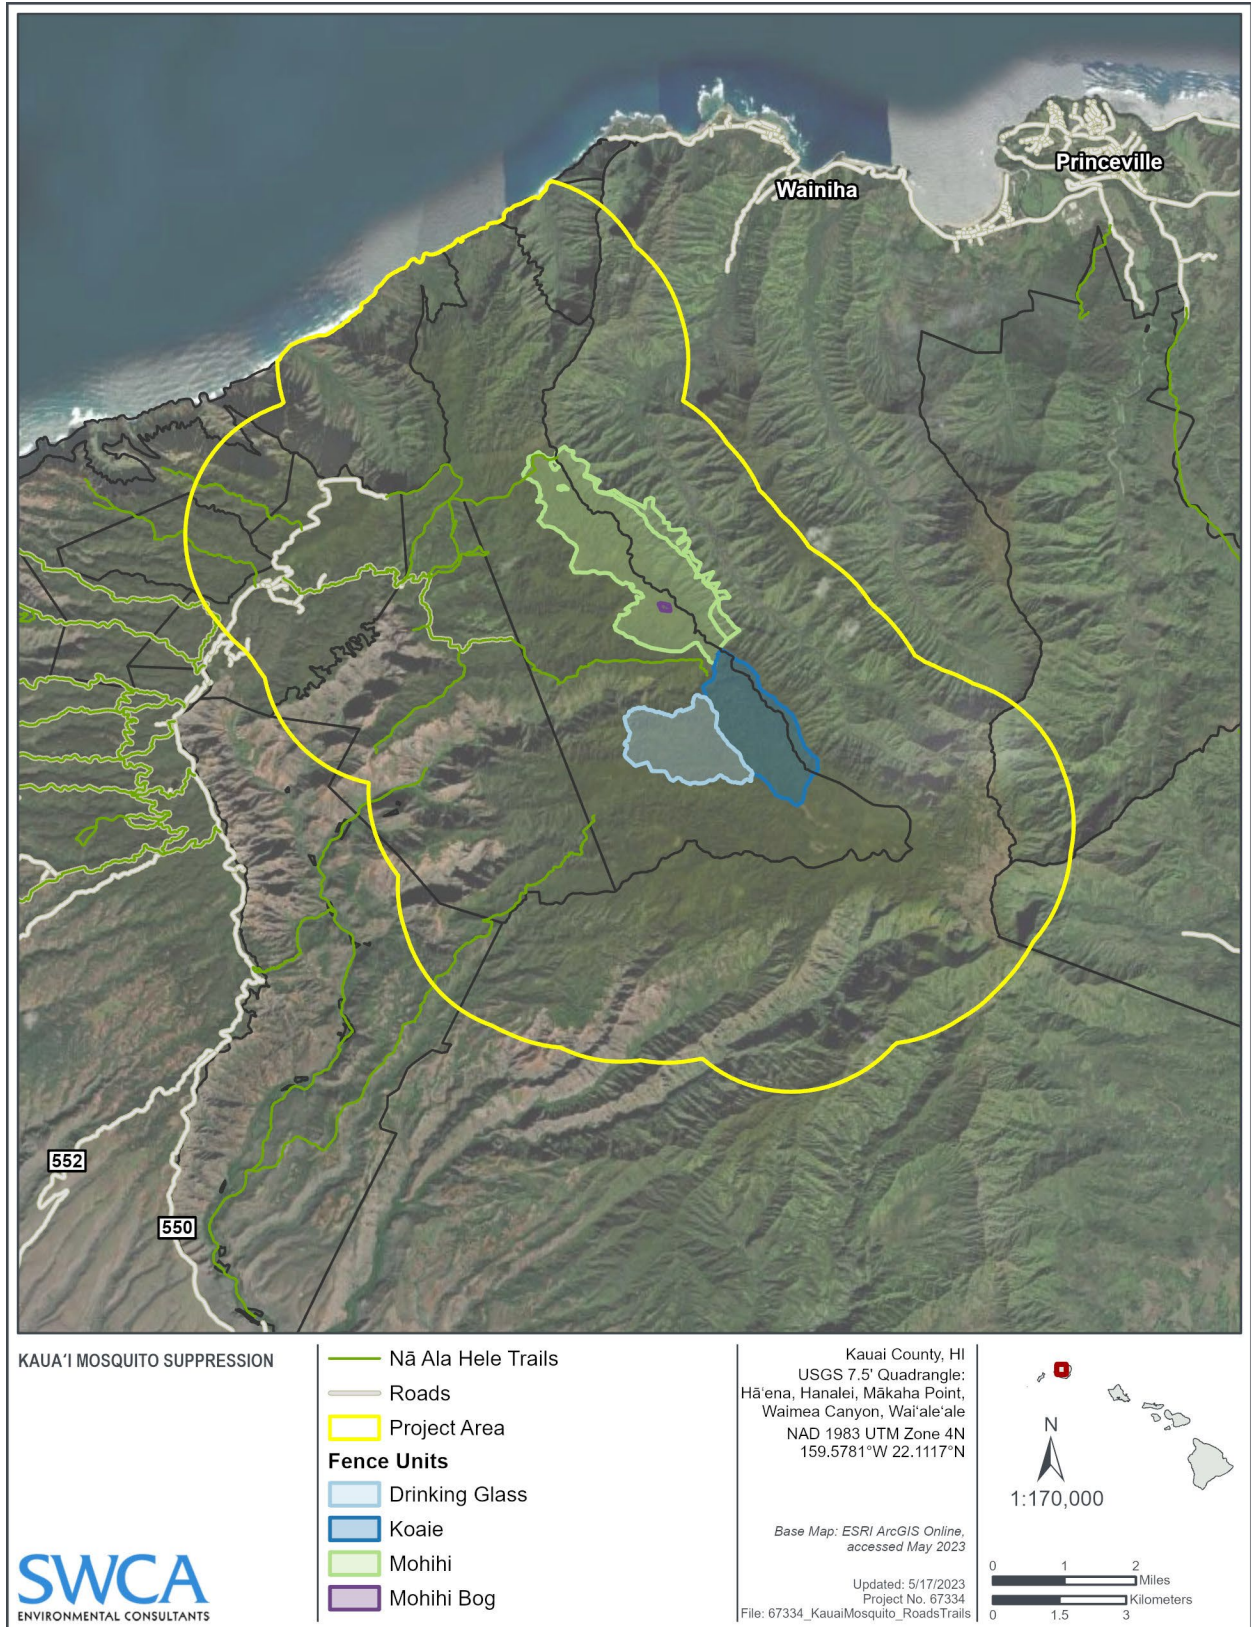 Princeville
Wainiha
552
550
KAUAʻI MOSQUITO SUPPRESSION
SWCA
ENVIRONMENTAL CONSULTANTS
Nā Ala Hele Trails
Roads
Project Area
Fence Units
Drinking Glass
Koaie
Mohihi
Mohihi Bog
Kauai County, HI
USGS 7.5' Quadrangle:
Hāʻena, Hanalei, Mākaha Point,
Waimea Canyon, Waiʻaleʻale
NAD 1983 UTM Zone 4N
159.5781°W 22.1117°N
Base Map: ESRI ArcGIS Online,
accessed May 2023
Updated: 5/17/2023
Project No. 67334
File: 67334_KauaiMosquito_RoadsTrails
N
1:170,000
0 1 2
Miles
Kilometers
0 1.5 3